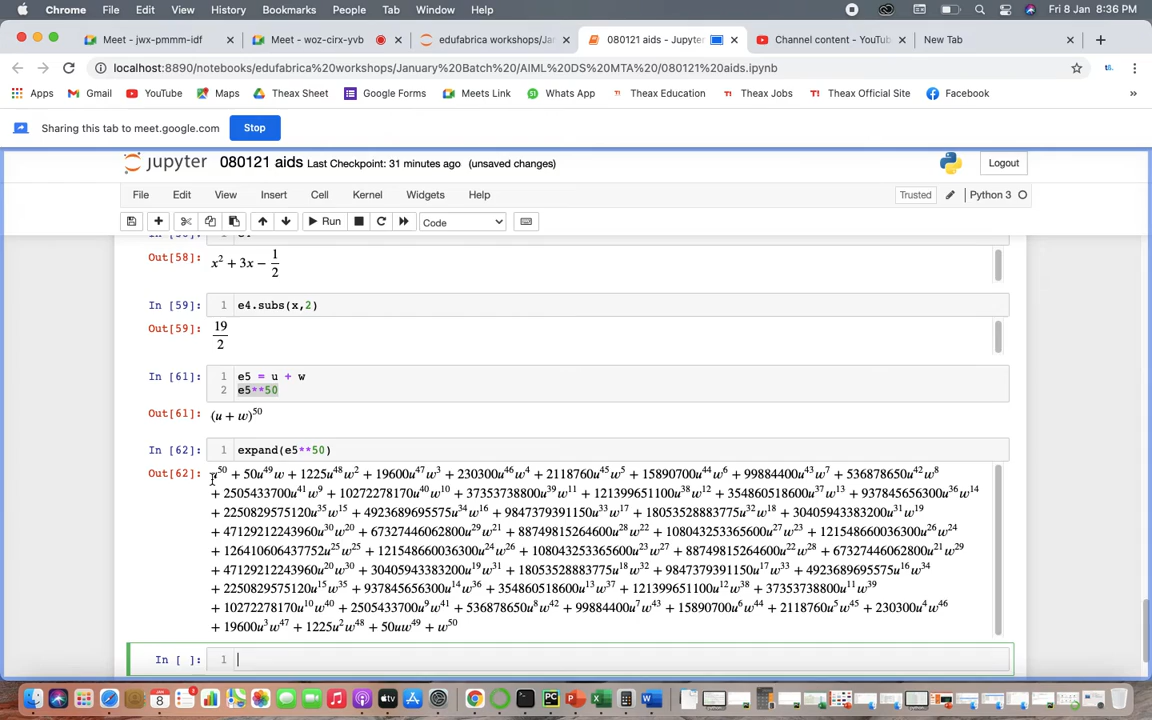 Chrome File Edit View History Bookmarks People Tab Window Help Fri 8 Jan 8:36 PM
Meet - jwx-pmmm-idf Meet - woz-cirx-yvb edufabrica workshops/Jan 080121 aids - Jupyter Channel content - YouTub New Tab
localhost:8890/notebooks/edufabrica%20workshops/January%20Batch/AIML%20DS%20MTA/080121%20aids.ipynb
Apps Gmail YouTube Maps Theax Sheet Google Forms Meets Link Whats App Theax Education Theax Jobs Theax Official Site Facebook
Sharing this tab to meet.google.com Stop
jupyter 080121 aids Last Checkpoint: 31 minutes ago (unsaved changes) Logout
File Edit View Insert Cell Kernel Widgets Help Trusted Python 3
Run Code
Out[58]: x² + 3x − 1/2
In [59]: 1 e4.subs(x,2)
Out[59]: 19/2
In [61]: 1 e5 = u + w
2 e5**50
Out[61]: (u + w)⁵⁰
In [62]: 1 expand(e5**50)
Out[62]: u⁵⁰ + 50u⁴⁹w + 1225u⁴⁸w² + 19600u⁴⁷w³ + 230300u⁴⁶w⁴ + 2118760u⁴⁵w⁵ + 15890700u⁴⁴w⁶ + 99884400u⁴³w⁷ + 536878650u⁴²w⁸
+ 2505433700u⁴¹w⁹ + 10272278170u⁴⁰w¹⁰ + 37353738800u³⁹w¹¹ + 121399651100u³⁸w¹² + 354860518600u³⁷w¹³ + 937845656300u³⁶w¹⁴
+ 2250829575120u³⁵w¹⁵ + 4923689695575u³⁴w¹⁶ + 9847379391150u³³w¹⁷ + 18053528883775u³²w¹⁸ + 30405943383200u³¹w¹⁹
+ 47129212243960u³⁰w²⁰ + 67327446062800u²⁹w²¹ + 88749815264600u²⁸w²² + 108043253365600u²⁷w²³ + 121548660036300u²⁶w²⁴
+ 126410606437752u²⁵w²⁵ + 121548660036300u²⁴w²⁶ + 108043253365600u²³w²⁷ + 88749815264600u²²w²⁸ + 67327446062800u²¹w²⁹
+ 47129212243960u²⁰w³⁰ + 30405943383200u¹⁹w³¹ + 18053528883775u¹⁸w³² + 9847379391150u¹⁷w³³ + 4923689695575u¹⁶w³⁴
+ 2250829575120u¹⁵w³⁵ + 937845656300u¹⁴w³⁶ + 354860518600u¹³w³⁷ + 121399651100u¹²w³⁸ + 37353738800u¹¹w³⁹
+ 10272278170u¹⁰w⁴⁰ + 2505433700u⁹w⁴¹ + 536878650u⁸w⁴² + 99884400u⁷w⁴³ + 15890700u⁶w⁴⁴ + 2118760u⁵w⁴⁵ + 230300u⁴w⁴⁶
+ 19600u³w⁴⁷ + 1225u²w⁴⁸ + 50uw⁴⁹ + w⁵⁰
In [ ]: 1